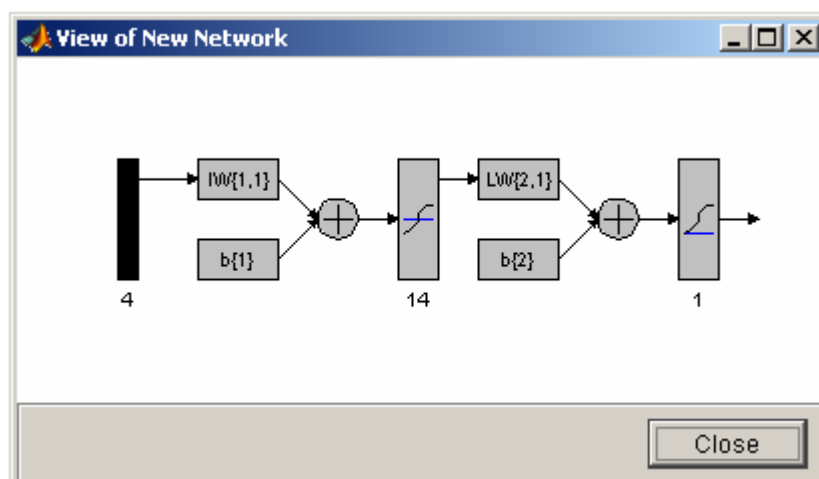 View of New Network
IW{1,1}
LW{2,1}
b{1}
b{2}
4
14
1
Close